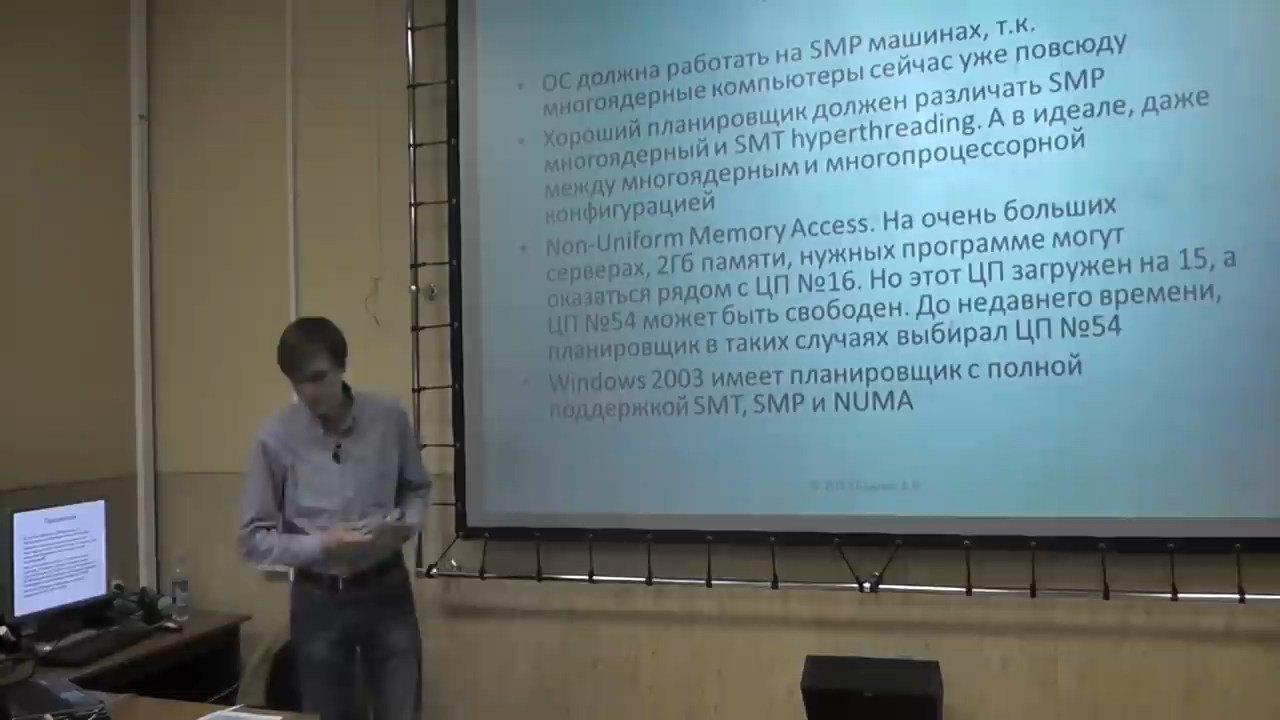 ОС должна работать на SMP машинах, т.к.
многоядерные компьютеры сейчас уже повсюду
Хороший планировщик должен различать SMP
многоядерный и SMT hyperthreading. А в идеале, даже
между многоядерным и многопроцессорной
конфигурацией
Non-Uniform Memory Access. На очень больших
серверах, 2Гб памяти, нужных программе могут
оказаться рядом с ЦП №16. Но этот ЦП загружен на 15, а
ЦП №54 может быть свободен. До недавнего времени,
планировщик в таких случаях выбирал ЦП №54
Windows 2003 имеет планировщик с полной
поддержкой SMT, SMP и NUMA